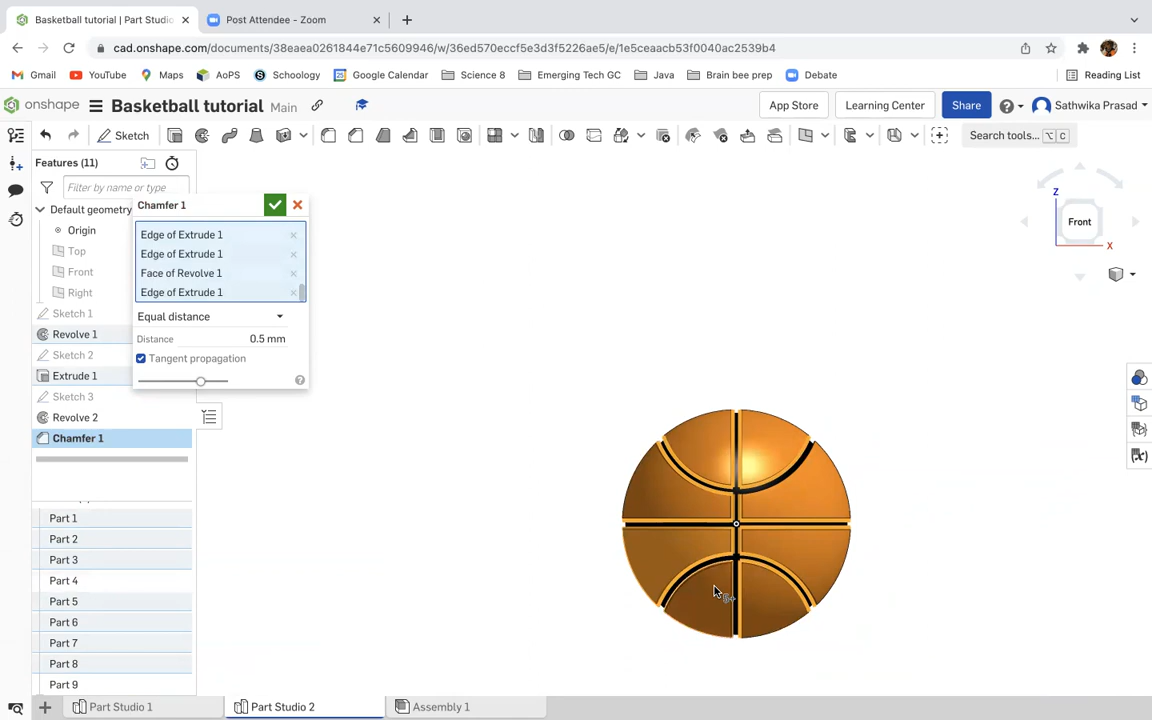 Basketball tutorial | Part Studio
Post Attendee - Zoom
cad.onshape.com/documents/38eaea0261844e71c5609946/w/36ed570eccf5e3d3f5226ae5/e/1e5ceaacb53f0040ac2539b4
Gmail YouTube Maps AoPS Schoology Google Calendar Science 8 Emerging Tech GC Java Brain bee prep Debate Reading List
onshape Basketball tutorial Main App Store Learning Center Share Sathwika Prasad
Sketch Search tools... ⌥ C
Features (11)
Filter by name or type
Default geometry
Origin
Top
Front
Right
Sketch 1
Revolve 1
Sketch 2
Extrude 1
Sketch 3
Revolve 2
Chamfer 1
Part 1
Part 2
Part 3
Part 4
Part 5
Part 6
Part 7
Part 8
Part 9
Chamfer 1
Edge of Extrude 1
Edge of Extrude 1
Face of Revolve 1
Edge of Extrude 1
Equal distance
Distance 0.5 mm
Tangent propagation
Z
Front
X
Part Studio 1 Part Studio 2 Assembly 1